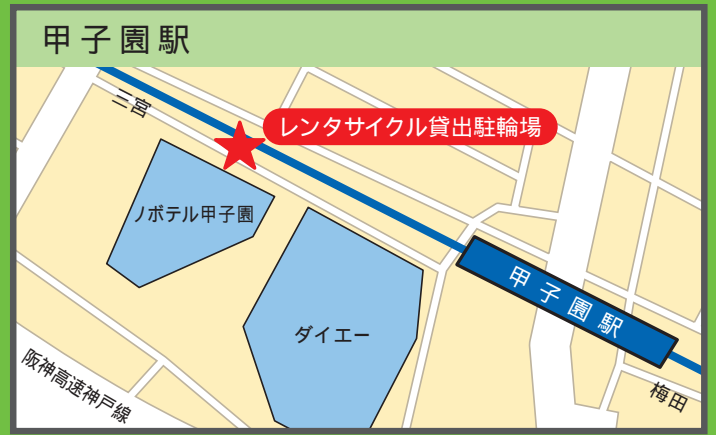 甲子園駅
三宮
レンタサイクル貸出駐輪場
ノボテル甲子園
甲子園駅
ダイエー
阪神高速神戸線
梅田